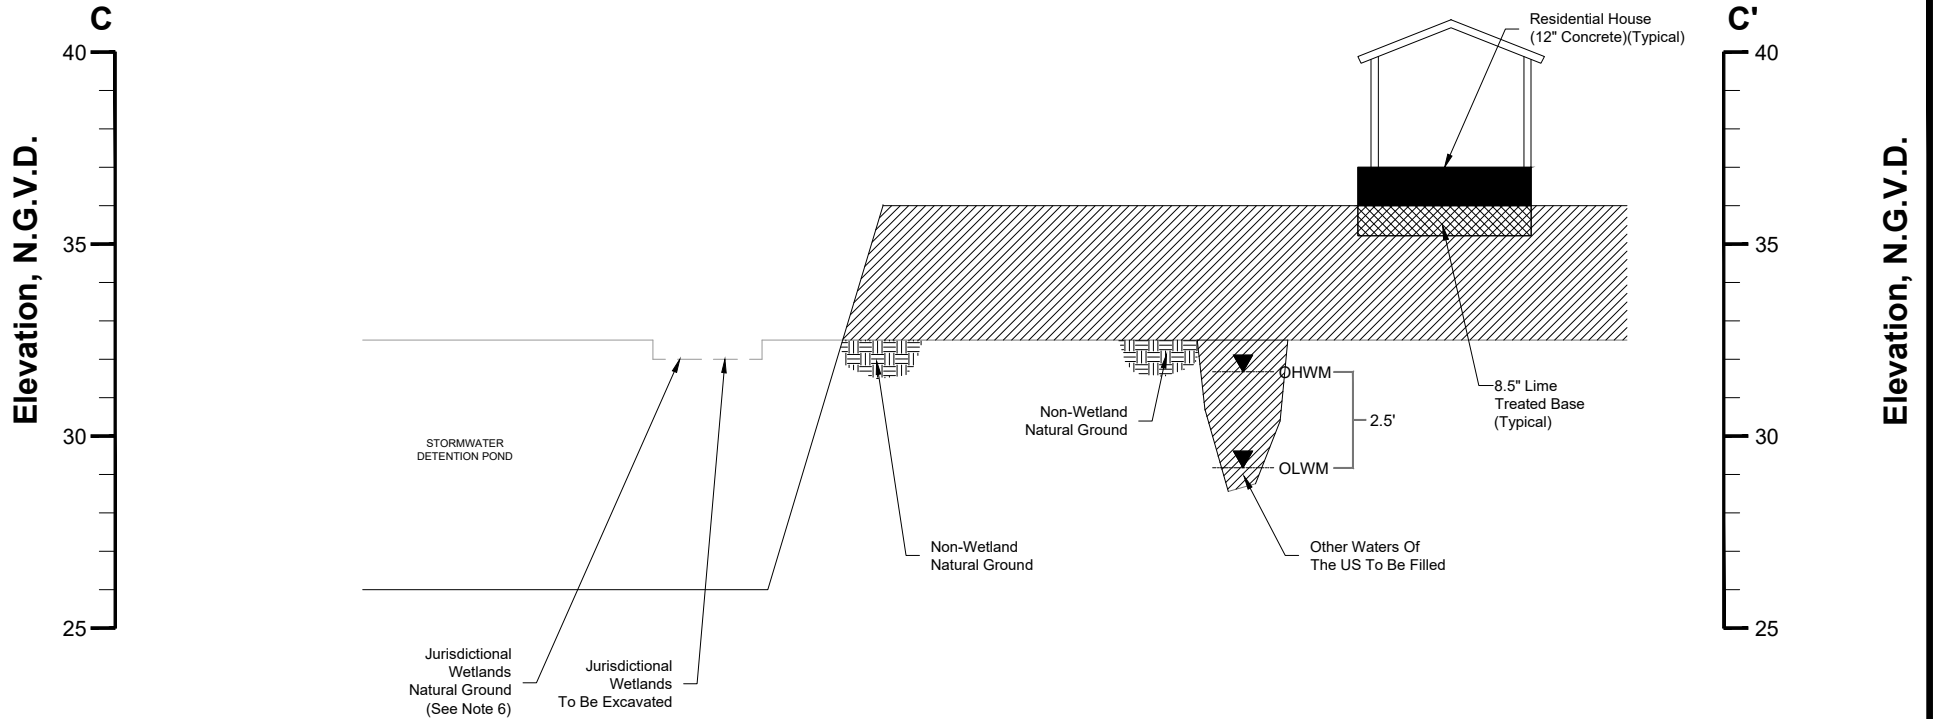 C
C'
Residential House
(12" Concrete)(Typical)
40
40
Elevation, N.G.V.D.
Elevation, N.G.V.D.
35
35
OHWM
8.5" Lime
Treated Base
(Typical)
Non-Wetland
Natural Ground
2.5'
30
30
STORMWATER
DETENTION POND
OLWM
Non-Wetland
Natural Ground
Other Waters Of
The US To Be Filled
25
25
Jurisdictional
Wetlands
Natural Ground
(See Note 6)
Jurisdictional
Wetlands
To Be Excavated